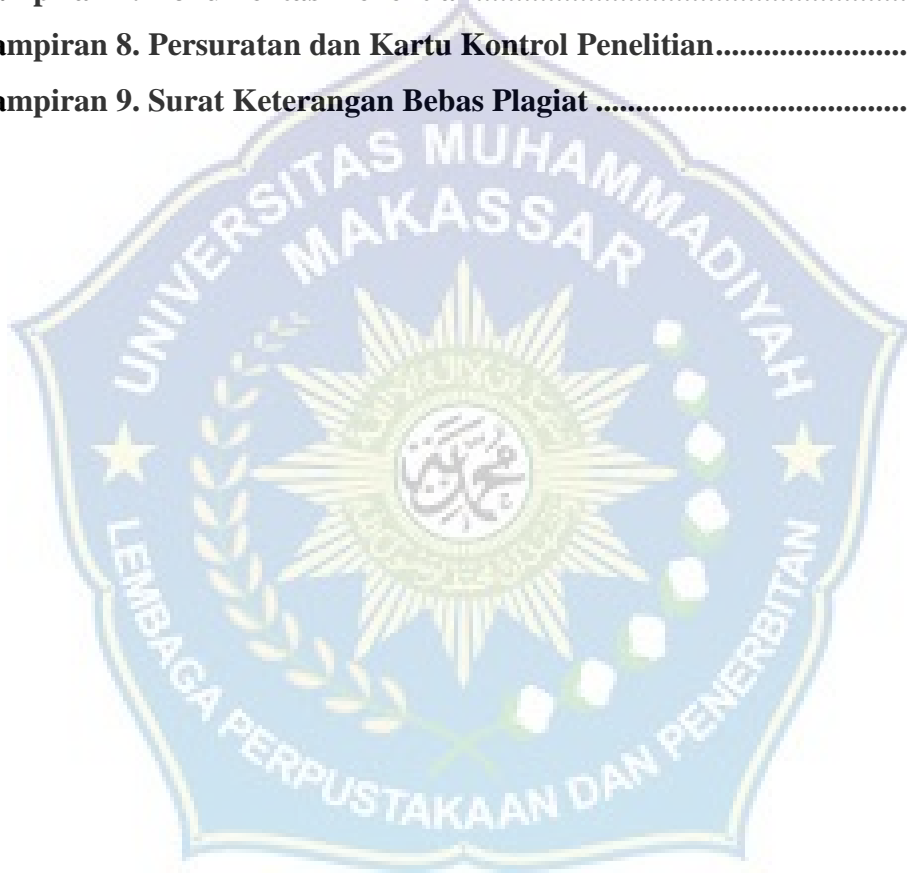 ampiran 8. Persuratan dan Kartu Kontrol Penelitian..........................
ampiran 9. Surat Keterangan Bebas Plagiat .......................................
UNIVERSITAS MUHAMMADIYAH
MAKASSAR
محمدية
LEMBAGA PERPUSTAKAAN DAN PENERBITAN